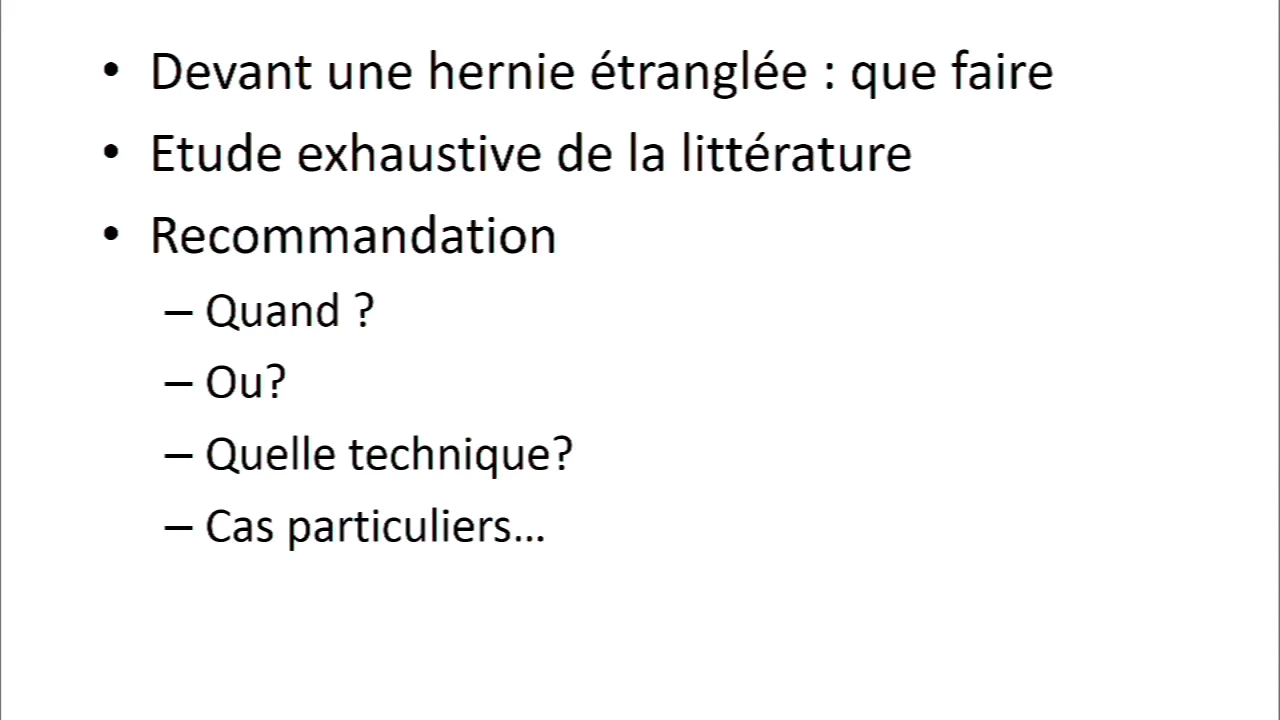 • Devant une hernie étranglée : que faire
• Etude exhaustive de la littérature
• Recommandation
– Quand ?
– Ou?
– Quelle technique?
– Cas particuliers...